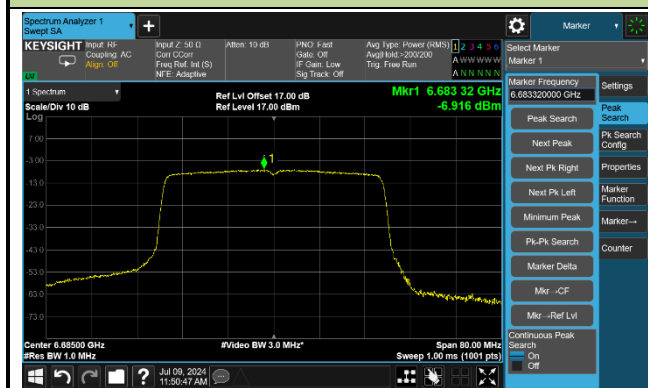 Spectrum Analyzer 1
Swept SA
+
Marker
KEYSIGHT
Input: RF
Coupling: AC
Align: Off
Input Z: 50 Ω
Corr CCorr
Freq Ref: Int (S)
NFE: Adaptive
Atten: 10 dB
PNO: Fast
Gate: Off
IF Gain: Low
Sig Track: Off
Avg Type: Power (RMS)
Avg|Hold:>200/200
Trig: Free Run
1 2 3 4 5 6
A W W W W W
A N N N N N
LXI
Select Marker
Marker 1
1 Spectrum
Scale/Div 10 dB
Log
Ref Lvl Offset 17.00 dB
Ref Level 17.00 dBm
Mkr1 6.683 32 GHz
-6.916 dBm
Marker Frequency
6.683320000 GHz
Settings
Peak Search
Peak
Search
Next Peak
Pk Search
Config
Next Pk Right
Properties
Next Pk Left
Marker
Function
Minimum Peak
Marker→
Pk-Pk Search
Counter
Marker Delta
Mkr→CF
Mkr→Ref Lvl
Continuous Peak
Search
On
Off
7.00
-3.00
-13.0
-23.0
-33.0
-43.0
-53.0
-63.0
-73.0
1
Center 6.68500 GHz
#Res BW 1.0 MHz
#Video BW 3.0 MHz*
Span 80.00 MHz
Sweep 1.00 ms (1001 pts)
?
Jul 09, 2024
11:50:47 AM